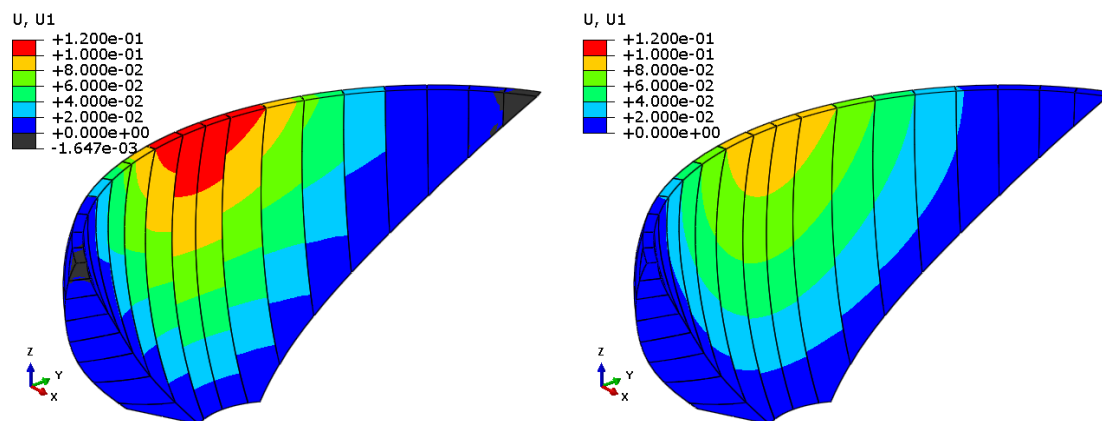 U, U1
+1.200e-01
+1.000e-01
+8.000e-02
+6.000e-02
+4.000e-02
+2.000e-02
+0.000e+00
-1.647e-03
Z
Y
X
U, U1
+1.200e-01
+1.000e-01
+8.000e-02
+6.000e-02
+4.000e-02
+2.000e-02
+0.000e+00
Z
Y
X